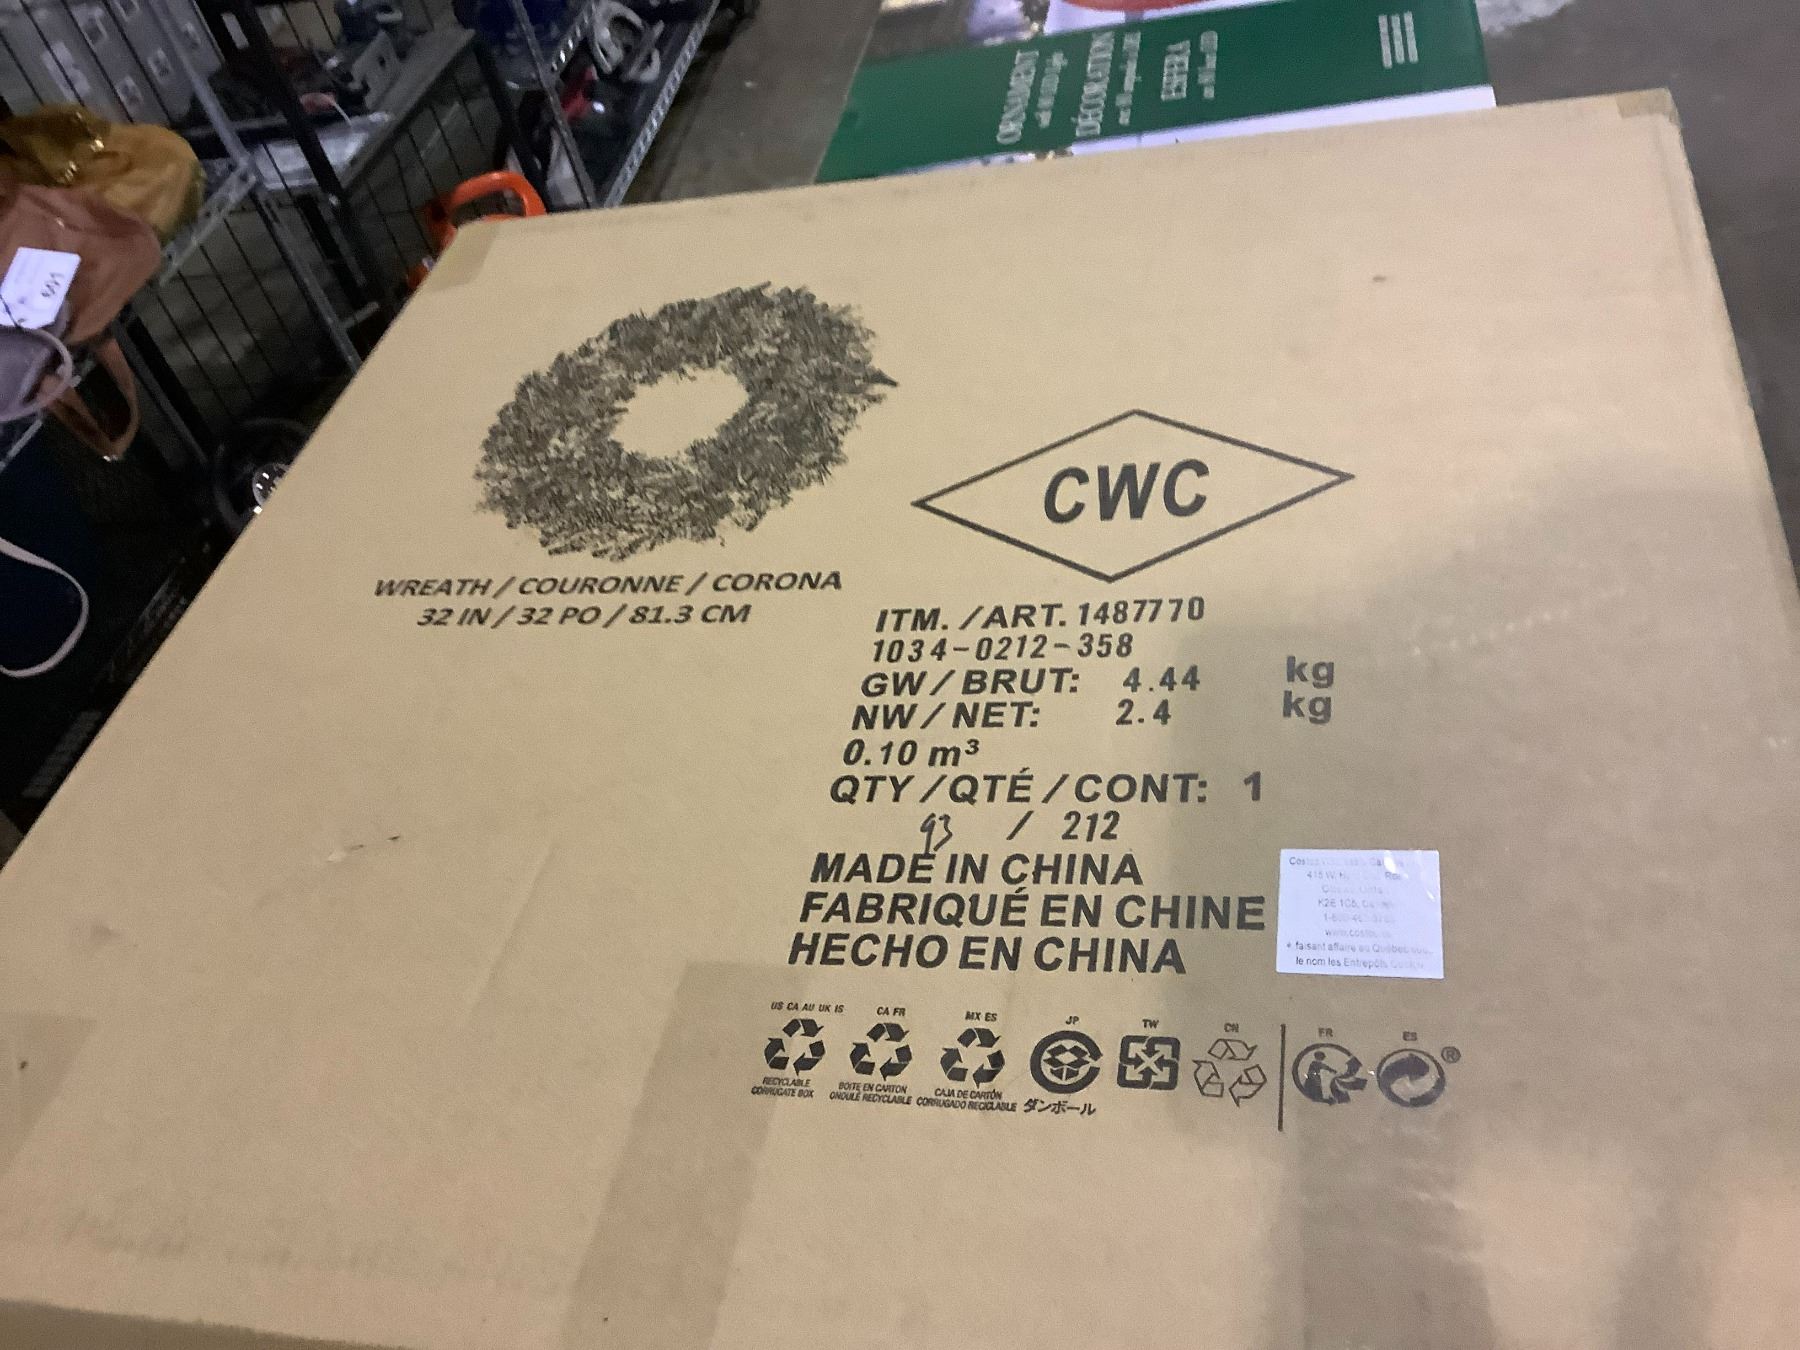 ORNAMENT
DÉCORATION
ESFERA
601
WREATH / COURONNE / CORONA
32 IN / 32 PO / 81.3 CM
CWC
ITM. /ART. 1487770
1034-0212-358
GW / BRUT: 4.44 kg
NW / NET: 2.4 kg
0.10 m³
QTY /QTÉ /CONT: 1
93 / 212
MADE IN CHINA
FABRIQUÉ EN CHINE
HECHO EN CHINA
415 W.
K2E 1C5,
* faisant affaire au Québec
le nom les Entrepôts
US CA AU UK IS
RECYCLABLE
CORRUGATE BOX
CA FR
BOITE EN CARTON
ONDULÉ RECYCLABLE
MX ES
CAJA DE CARTÓN
CORRUGADO RECICLABLE
JP
ダンボール
TW
CN
FR
ES
®